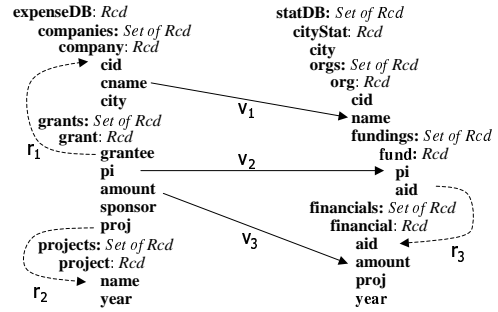 expenseDB: Rcd
companies: Set of Rcd
company: Rcd
cid
cname
city
grants: Set of Rcd
grant: Rcd
grantee
pi
amount
sponsor
proj
projects: Set of Rcd
project: Rcd
name
year
r1
r2
v1
v2
v3
statDB: Set of Rcd
cityStat: Rcd
city
orgs: Set of Rcd
org: Rcd
cid
name
fundings: Set of Rcd
fund: Rcd
pi
aid
financials: Set of Rcd
financial: Rcd
aid
amount
proj
year
r3